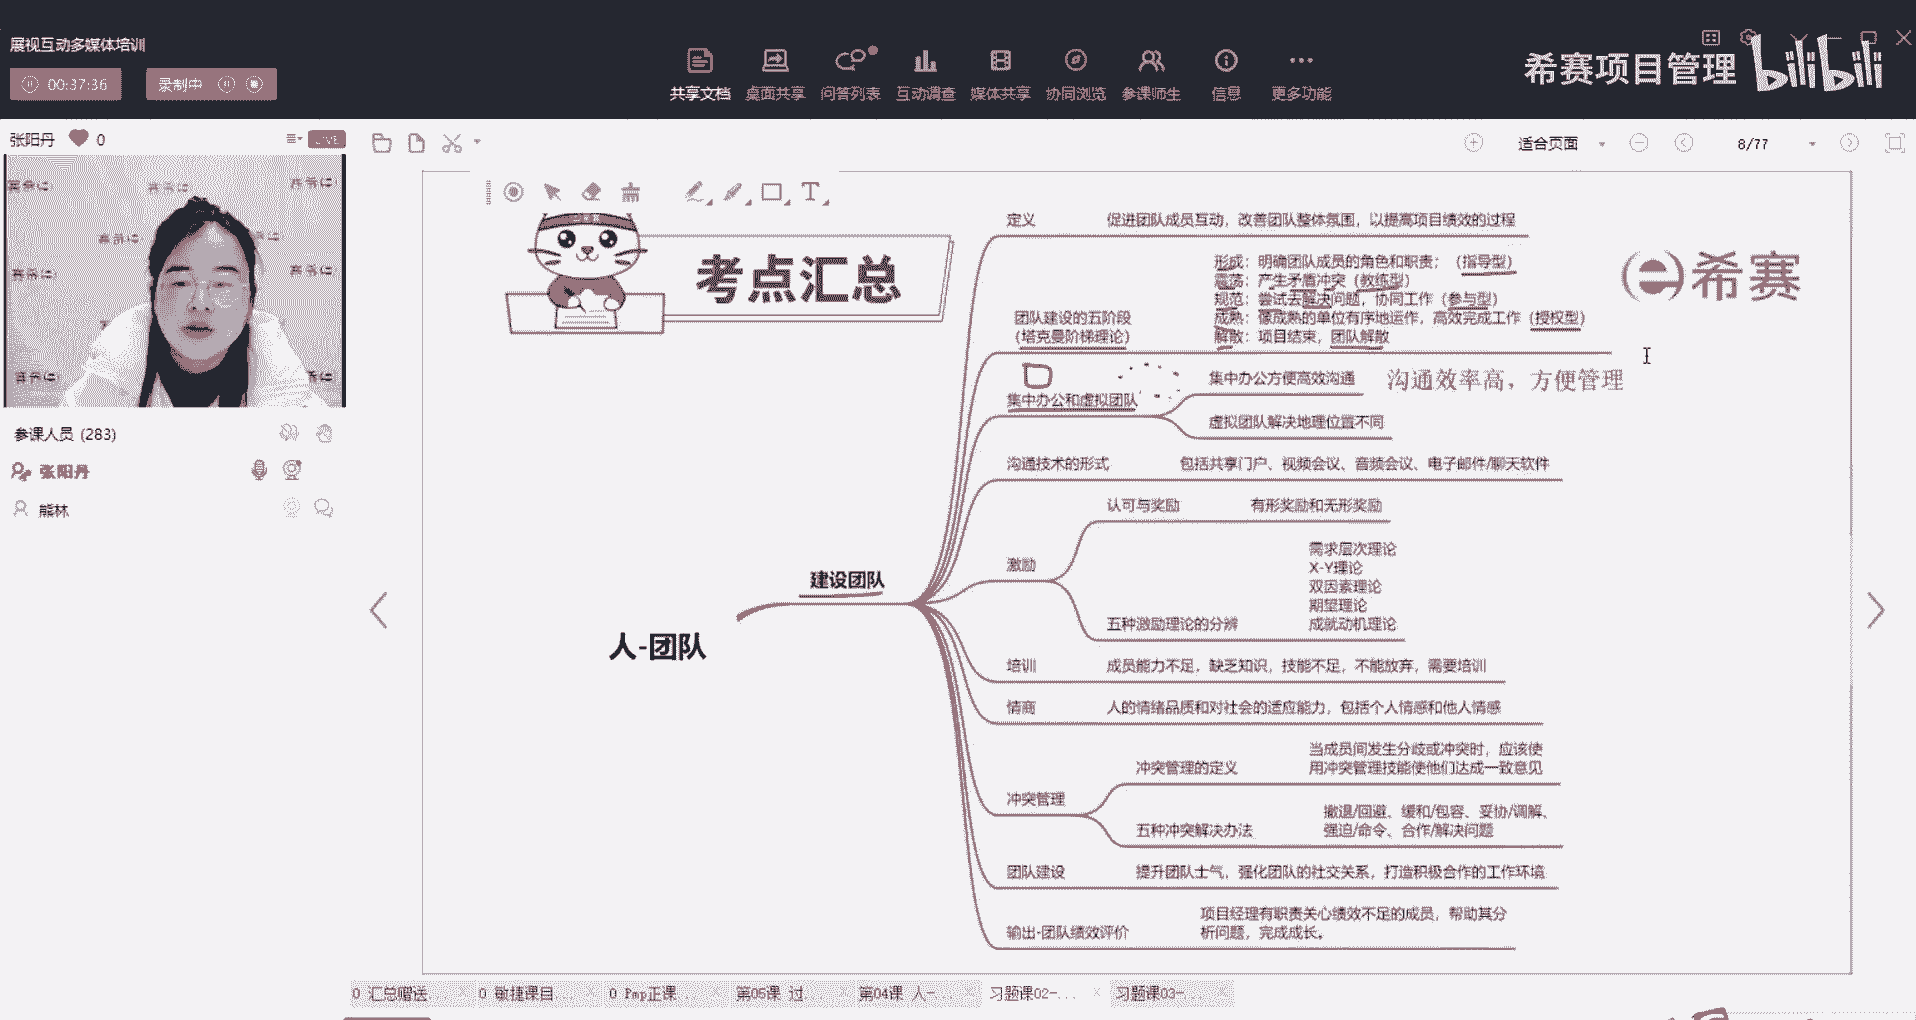 展视互动多媒体培训
00:37:36
录制中
共享文档
桌面共享
问答列表
互动调查
媒体共享
协同浏览
参课师生
信息
更多功能
希赛项目管理
bilibili
张阳丹
0
LIVE
适合页面
8/77
参课人员 (283)
张阳丹
熊林
考点汇总
希赛
人-团队
建设团队
定义
促进团队成员互动，改善团队整体氛围，以提高项目绩效的过程
团队建设的五阶段
（塔克曼阶梯理论）
形成：明确团队成员的角色和职责；（指导型）
震荡：产生矛盾冲突（教练型）
规范：尝试去解决问题，协同工作（参与型）
成熟：像成熟的单位有序地运作，高效完成工作（授权型）
解散：项目结束，团队解散
集中办公和虚拟团队
集中办公方便高效沟通
沟通效率高，方便管理
虚拟团队解决地理位置不同
沟通技术的形式
包括共享门户、视频会议、音频会议、电子邮件/聊天软件
激励
认可与奖励
有形奖励和无形奖励
五种激励理论的分辨
需求层次理论
X-Y理论
双因素理论
期望理论
成就动机理论
培训
成员能力不足，缺乏知识，技能不足，不能放弃，需要培训
情商
人的情绪品质和对社会的适应能力，包括个人情感和他人情感
冲突管理
冲突管理的定义
当成员间发生分歧或冲突时，应该使
用冲突管理技能使他们达成一致意见
五种冲突解决办法
撤退/回避、缓和/包容、妥协/调解、
强迫/命令、合作/解决问题
团队建设
提升团队士气，强化团队的社交关系，打造积极合作的工作环境
输出-团队绩效评价
项目经理有职责关心绩效不足的成员，帮助其分
析问题，完成成长。
0 汇总赠送...
0 敏捷课目...
0 Pmp正课...
第05课 过...
第04课 人-...
习题课02-...
习题课03-...